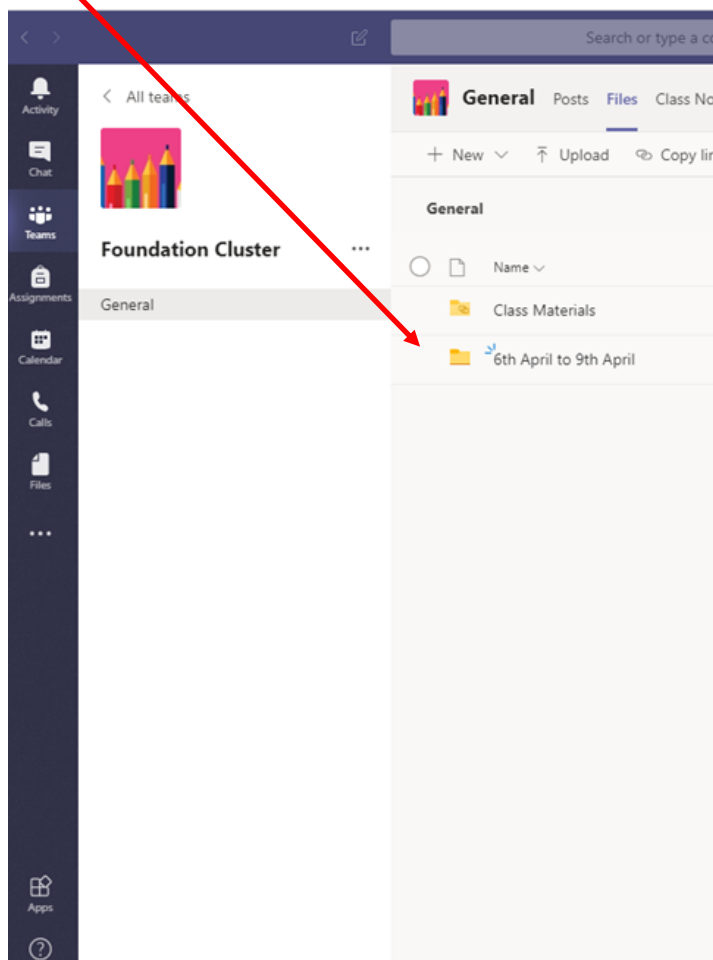 Search or type a co
Activity
Chat
Teams
Assignments
Calendar
Calls
Files
Apps
All teams
Foundation Cluster
General
General Posts Files Class No
New Upload Copy lin
General
Name
Class Materials
6th April to 9th April